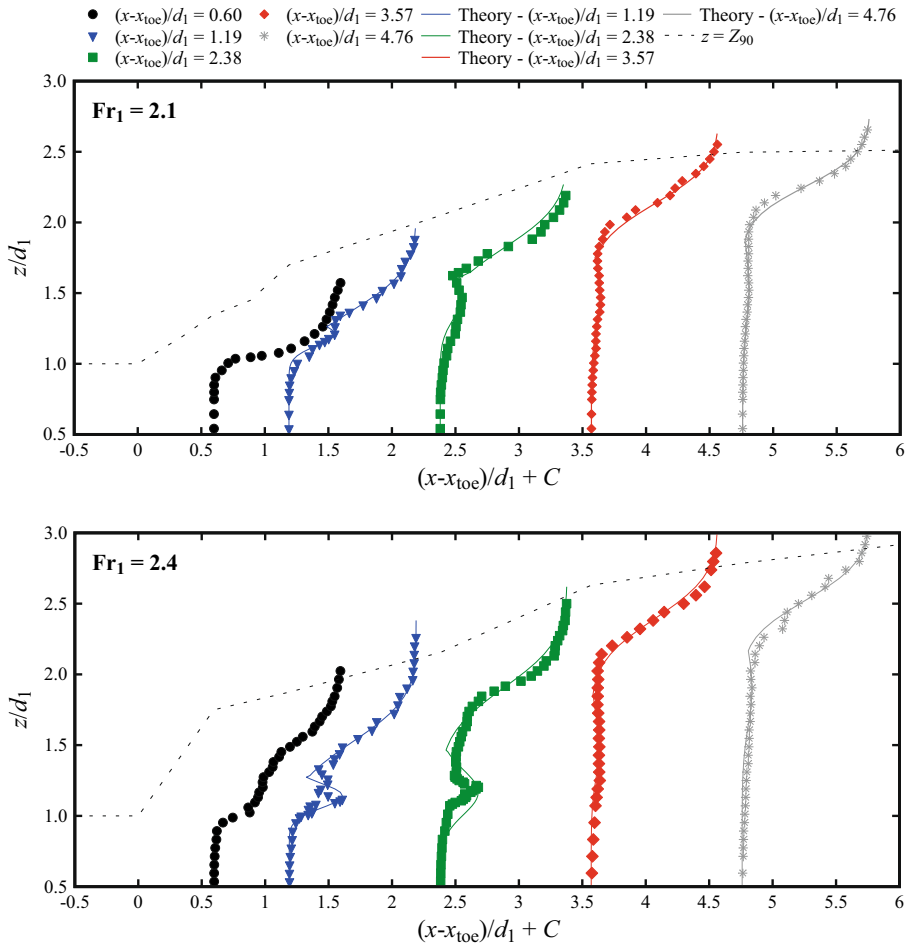 (x-x_toe)/d_1 = 0.60
(x-x_toe)/d_1 = 1.19
(x-x_toe)/d_1 = 2.38
(x-x_toe)/d_1 = 3.57
(x-x_toe)/d_1 = 4.76
Theory - (x-x_toe)/d_1 = 1.19
Theory - (x-x_toe)/d_1 = 2.38
Theory - (x-x_toe)/d_1 = 3.57
Theory - (x-x_toe)/d_1 = 4.76
z = Z_90
Fr_1 = 2.1
3.0
2.5
2.0
1.5
1.0
0.5
z/d_1
-0.5 0 0.5 1 1.5 2 2.5 3 3.5 4 4.5 5 5.5 6
(x-x_toe)/d_1 + C
Fr_1 = 2.4
3.0
2.5
2.0
1.5
1.0
0.5
z/d_1
-0.5 0 0.5 1 1.5 2 2.5 3 3.5 4 4.5 5 5.5 6
(x-x_toe)/d_1 + C